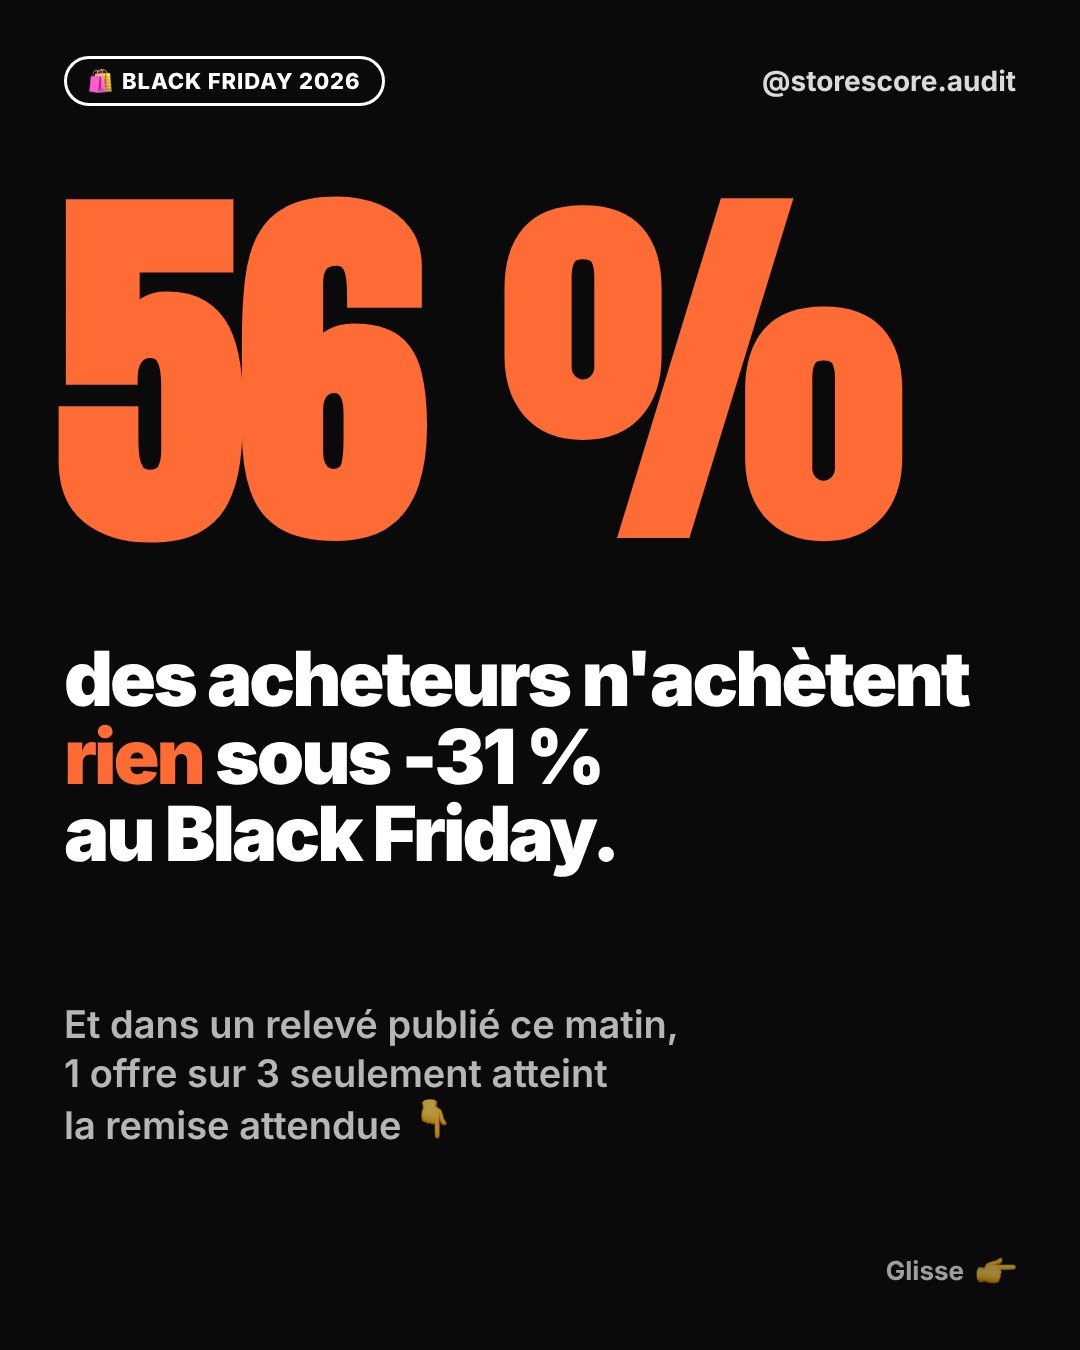 🛍️ BLACK FRIDAY 2026
@storescore.audit
56 %
des acheteurs n'achètent
rien sous -31 %
au Black Friday.
Et dans un relevé publié ce matin,
1 offre sur 3 seulement atteint
la remise attendue 👇
Glisse 👉